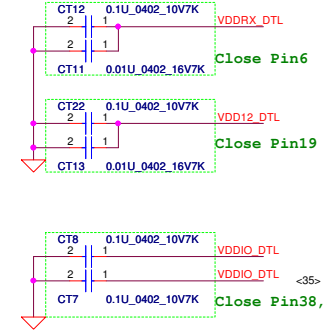 CT12 0.1U_0402_10V7K
2 1 VDDRX_DTL
2 1
Close Pin6
CT11 0.01U_0402_16V7K
CT22 0.1U_0402_10V7K
2 1 VDD12_DTL
2 1
Close Pin19
CT13 0.01U_0402_16V7K
CT8 0.1U_0402_10V7K
2 1 VDDIO_DTL
2 1 VDDIO_DTL <35>
CT7 0.1U_0402_10V7K
Close Pin38,